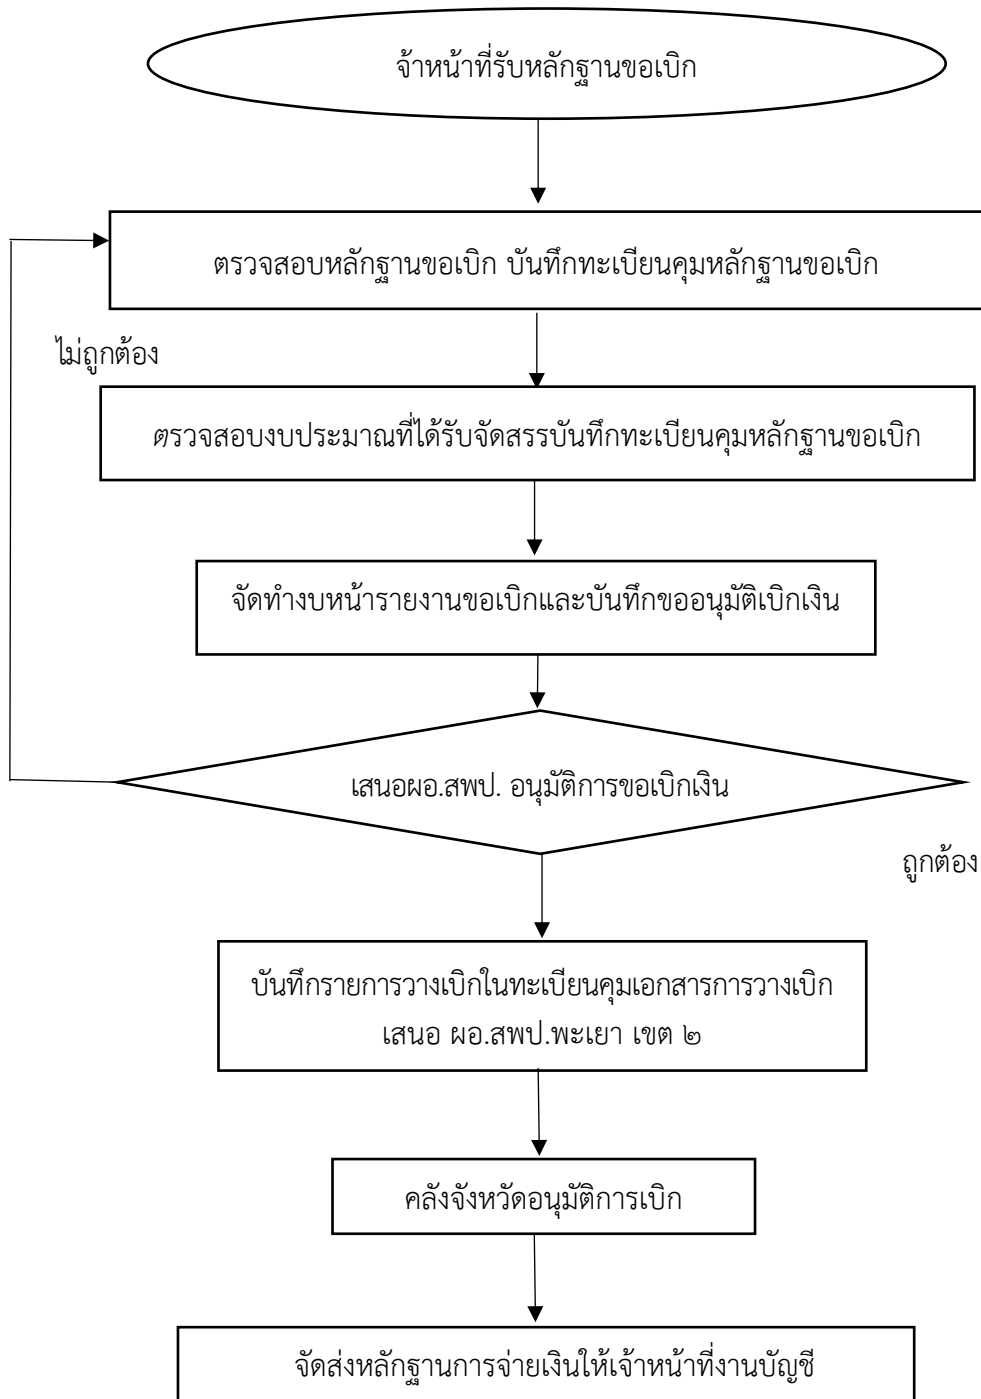 จ้าหน้าที่รับหลักฐานขอเบิก
ตรวจสอบหลักฐานขอเบิก บันทึกทะเบียนคุมหลักฐานขอเบิก
ไม่ถูกต้อง
ตรวจสอบงบประมาณที่ได้รับจัดสรรบันทึกทะเบียนคุมหลักฐานขอเบิก
จัดทำงบหน้ารายงานขอเบิกและบันทึกขออนุมัติเบิกเงิน
เสนอผอ.สพป. อนุมัติการขอเบิกเงิน
ถูกต้อง
บันทึกรายการวางเบิกในทะเบียนคุมเอกสารการวางเบิก
เสนอ ผอ.สพป.พะเยา เขต ๒
คลังจังหวัดอนุมัติการเบิก
จัดส่งหลักฐานการจ่ายเงินให้เจ้าหน้าที่งานบัญชี